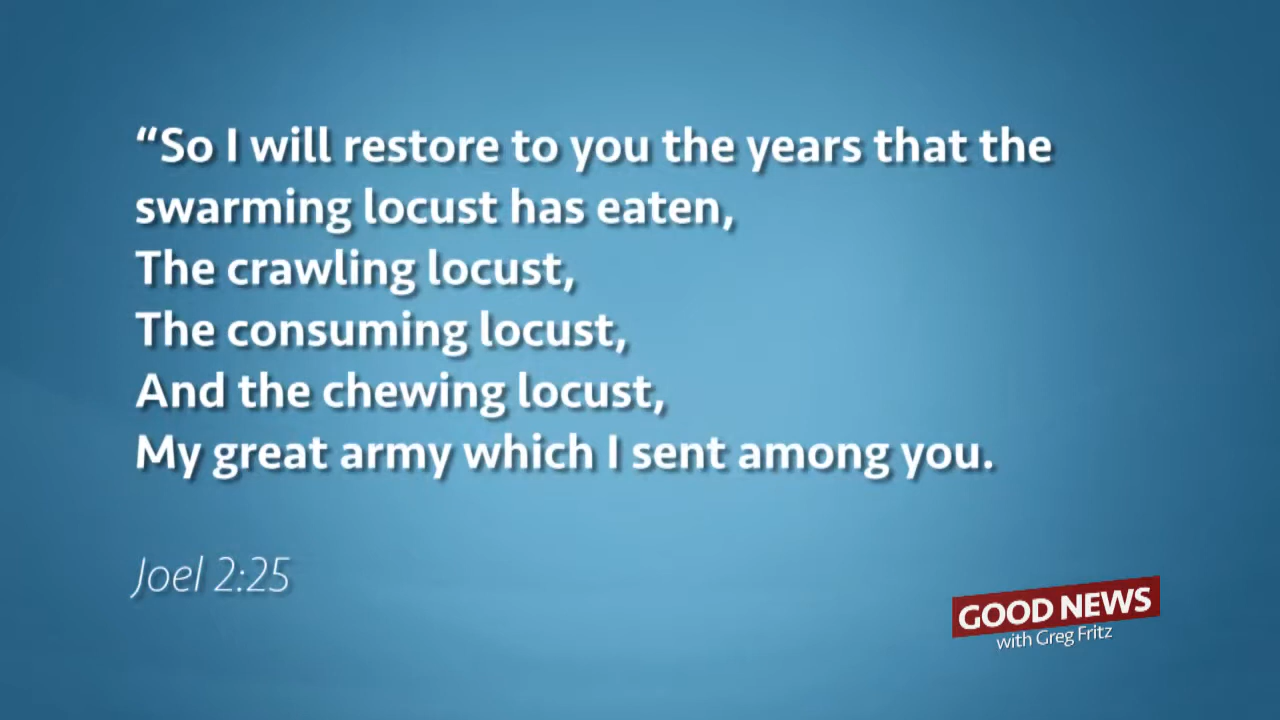 “So I will restore to you the years that the
swarming locust has eaten,
The crawling locust,
The consuming locust,
And the chewing locust,
My great army which I sent among you.
Joel 2:25
GOOD NEWS
with Greg Fritz